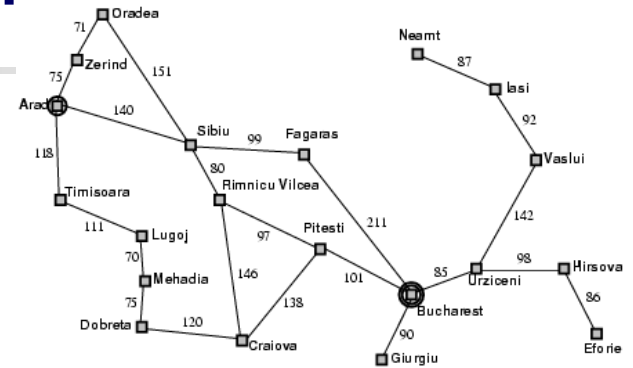 Oradea
71
Neamt
87
Zerind
151
75
Iasi
Arad
140
92
Sibiu
99
Fagaras
118
80
Vaslui
Timisoara
Rimnicu Vilcea
111
Lugoj
97
Pitesti
211
142
70
98
Hirsova
146
101
85
Urziceni
Mehadia
75
138
86
Bucharest
Dobreta
120
90
Craiova
Giurgiu
Eforie